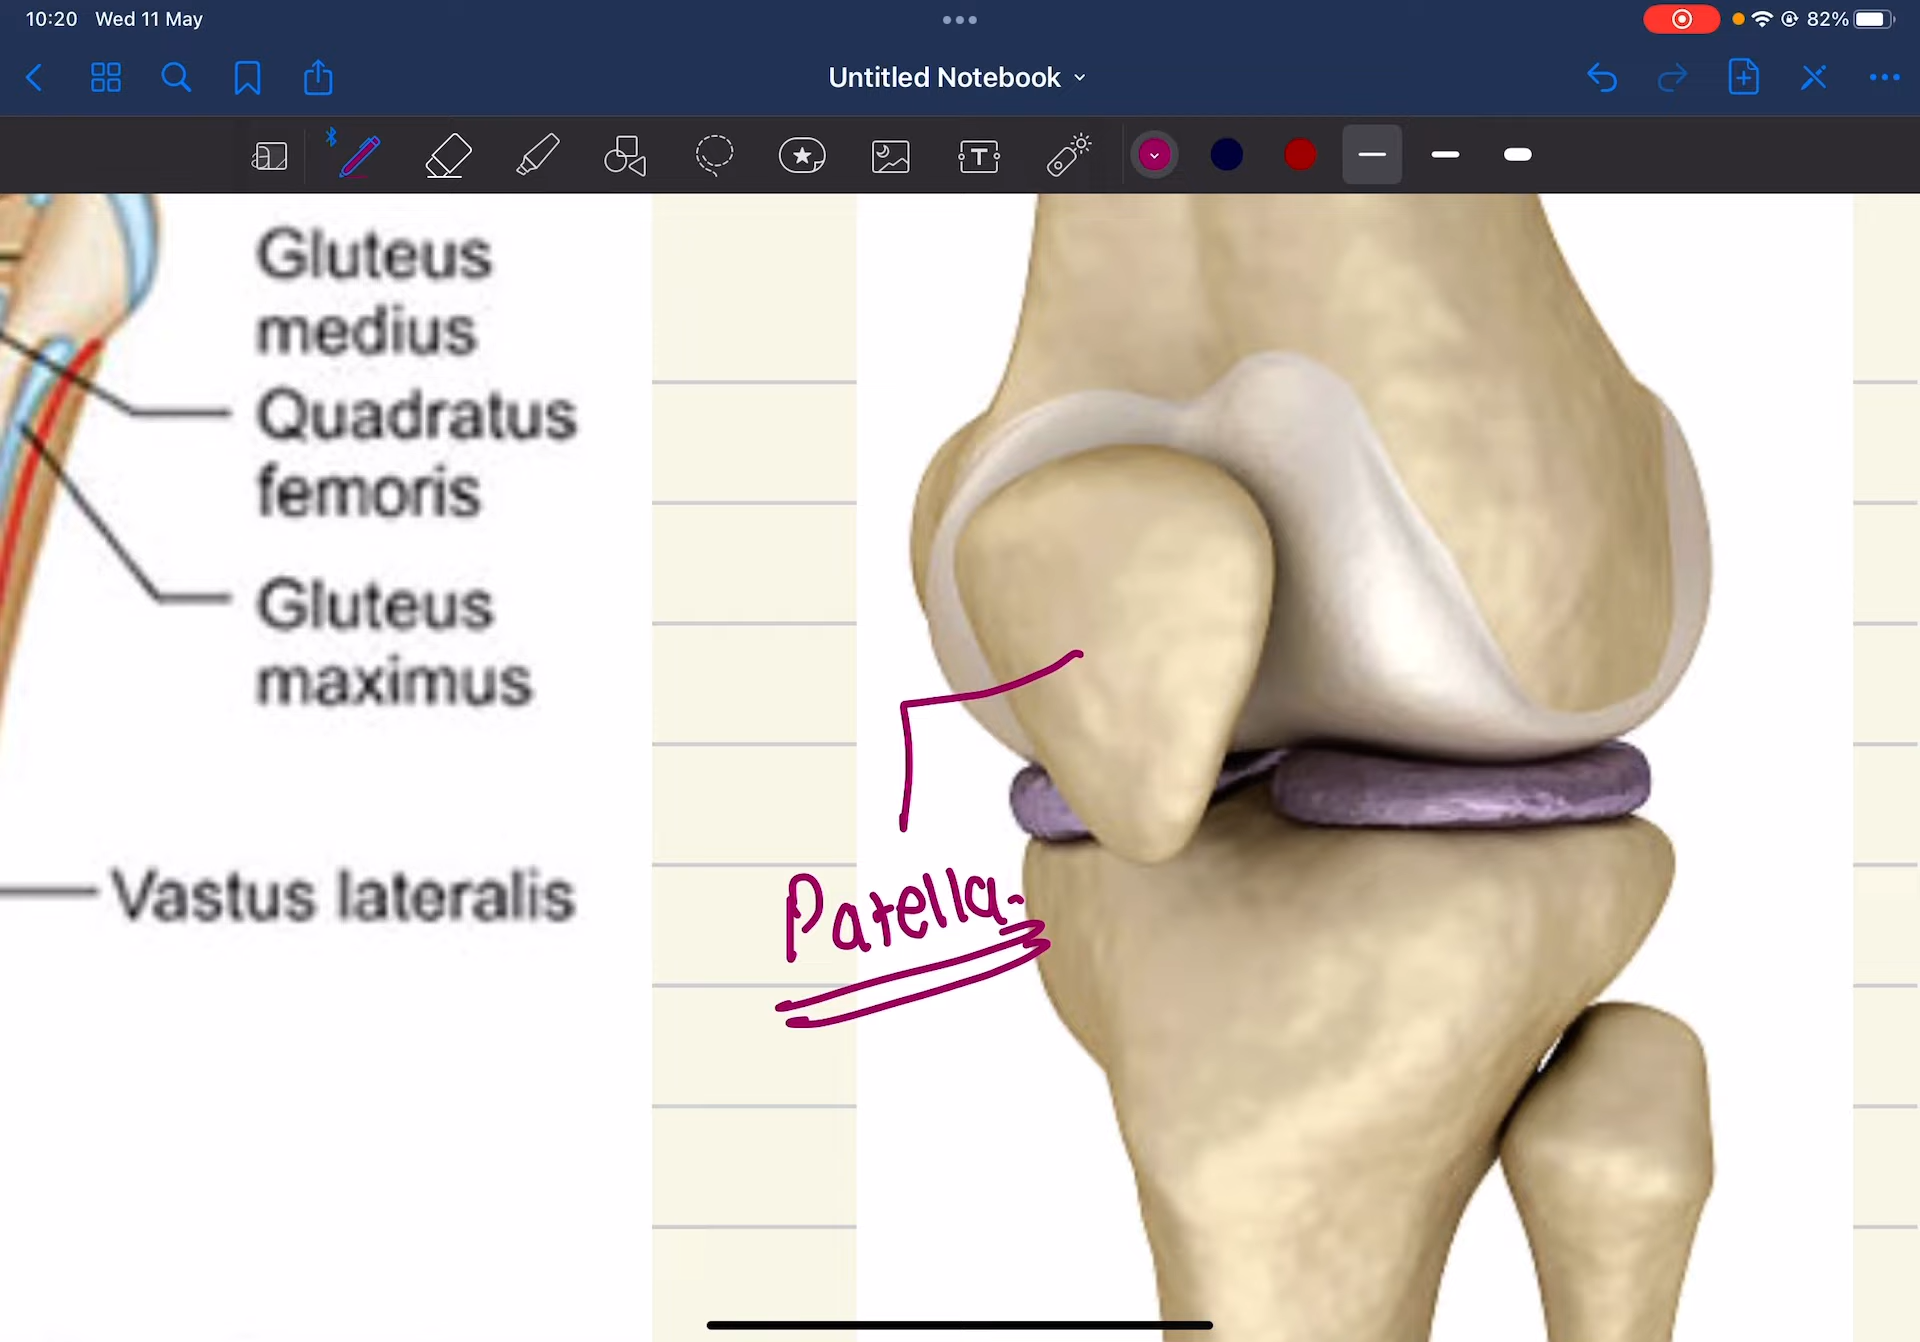 10:20 Wed 11 May
82%
Untitled Notebook
T
Gluteus
medius
Quadratus
femoris
Gluteus
maximus
Vastus lateralis
Patella.